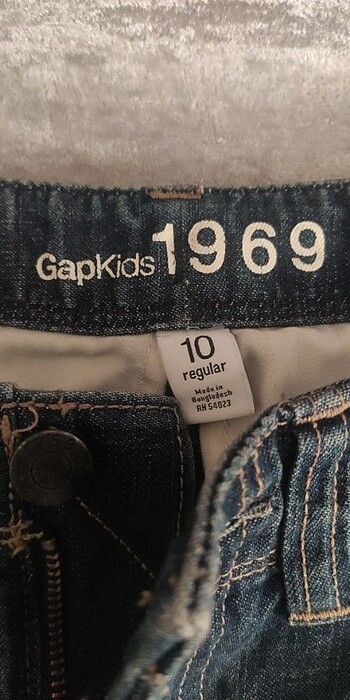 GapKids 1969
10
regular
Made in
Bangladesh
RN 54023